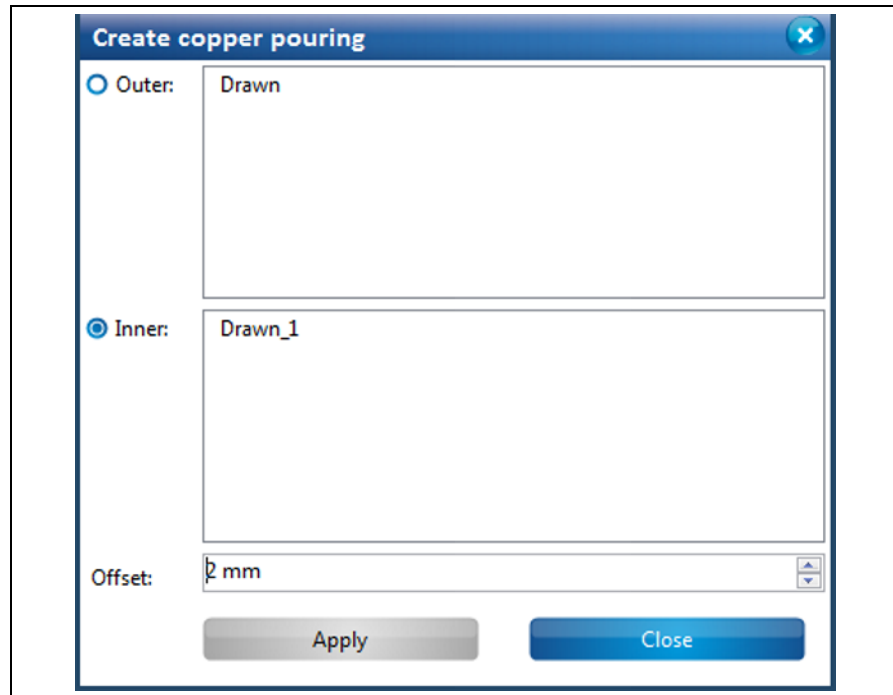 Create copper pouring
Outer:
Drawn
Inner:
Drawn_1
Offset:
2 mm
Apply
Close